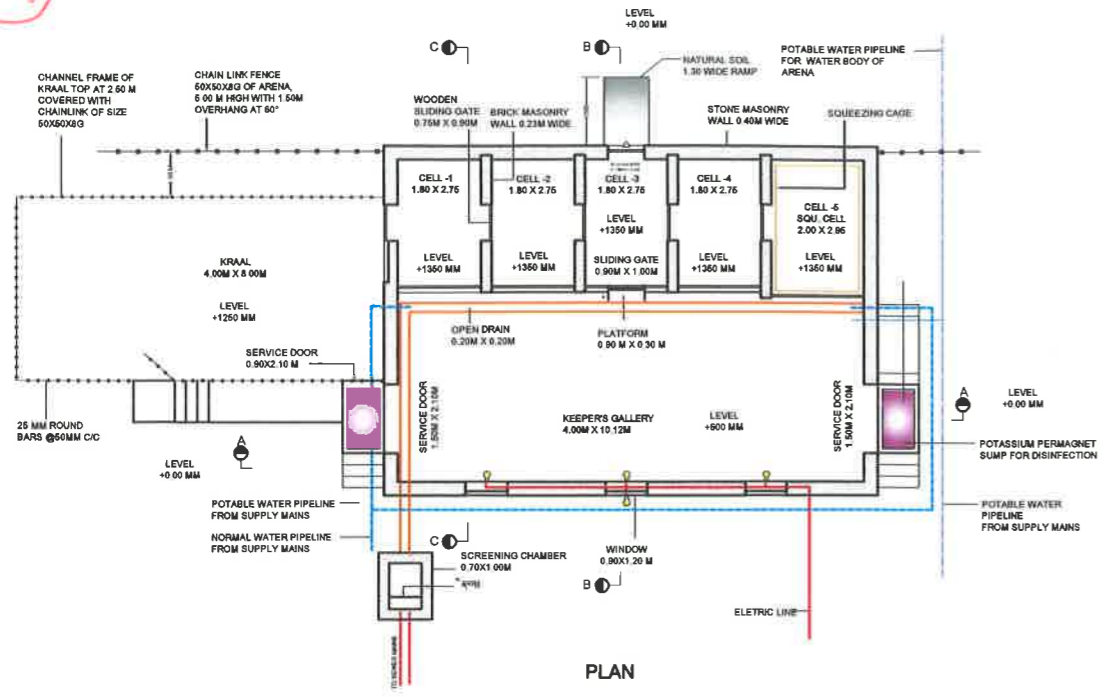 LEVEL
+0.00 MM
C
B
CHANNEL FRAME OF
KRAAL TOP AT 2.50 M
COVERED WITH
CHAINLINK OF SIZE
50X50X8G
CHAIN LINK FENCE
50X50X8G OF ARENA,
5.00 M HIGH WITH 1.50M
OVERHANG AT 60°
WOODEN
SLIDING GATE
0.75M X 0.90M
BRICK MASONRY
WALL 0.23M WIDE
NATURAL SOIL
1.30 WIDE RAMP
STONE MASONRY
WALL 0.40M WIDE
POTABLE WATER PIPELINE
FOR WATER BODY OF
ARENA
SQUEEZING CAGE
CELL -1
1.80 X 2.75
CELL -2
1.80 X 2.75
CELL -3
1.80 X 2.75
CELL -4
1.80 X 2.75
CELL -5
SQU. CELL
2.00 X 2.95
LEVEL
+1350 MM
LEVEL
+1350 MM
LEVEL
+1350 MM
LEVEL
+1350 MM
LEVEL
+1350 MM
SLIDING GATE
0.90M X 1.00M
KRAAL
4.00M X 8.00M
LEVEL
+1250 MM
OPEN DRAIN
0.20M X 0.20M
PLATFORM
0.90 M X 0.30 M
SERVICE DOOR
0.90X2.10 M
SERVICE DOOR
1.50M X 2.10M
KEEPER'S GALLERY
4.00M X 10.12M
LEVEL
+600 MM
SERVICE DOOR
1.50M X 2.10M
A
LEVEL
+0.00 MM
25 MM ROUND
BARS @50MM C/C
A
LEVEL
+0.00 MM
POTASSIUM PERMAGNET
SUMP FOR DISINFECTION
POTABLE WATER PIPELINE
FROM SUPPLY MAINS
NORMAL WATER PIPELINE
FROM SUPPLY MAINS
POTABLE WATER
PIPELINE
FROM SUPPLY MAINS
C
SCREENING CHAMBER
0.70X1.00M
WINDOW
0.90X1.20 M
B
ELETRIC LINE
TO SEWER MAINS
PLAN